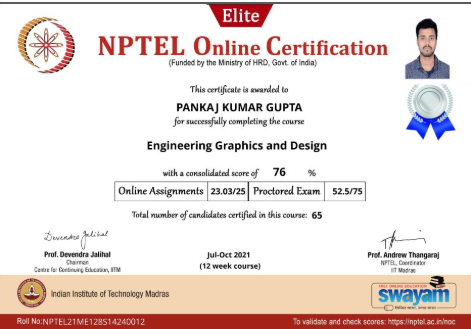 Elite
NPTEL Online Certification
(Funded by the Ministry of HRD, Govt. of India)
This certificate is awarded to
PANKAJ KUMAR GUPTA
for successfully completing the course
Engineering Graphics and Design
with a consolidated score of 76 %
Online Assignments 23.03/25 Proctored Exam 52.5/75
Total number of candidates certified in this course: 65
Devendra Jalihal
Prof. Devendra Jalihal
Chairman
Centre for Continuing Education, IITM
Jul-Oct 2021
(12 week course)
Prof. Andrew Thangaraj
NPTEL, Coordinator
IIT Madras
Indian Institute of Technology Madras
FREE ONLINE EDUCATION
swayam
Roll No:NPTEL21ME128S14240012
To validate and check scores: https://nptel.ac.in/noc